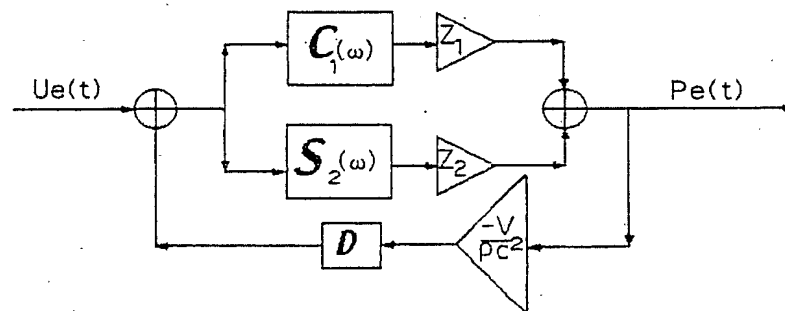 C₁(ω)
Z₁
Ue(t)
Pe(t)
S₂(ω)
Z₂
-V
ρc²
D